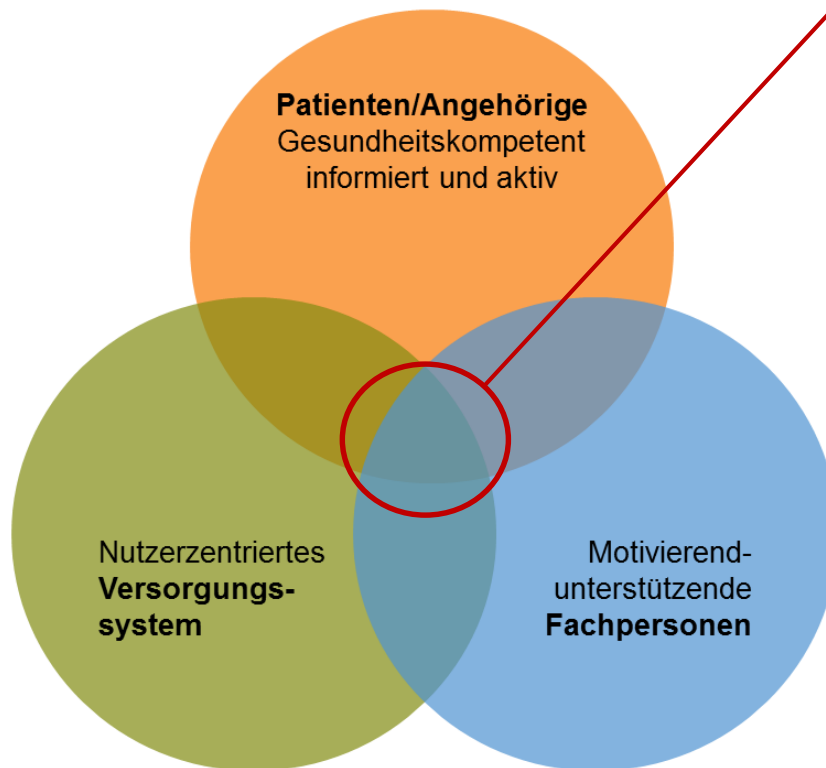 Patienten/Angehörige
Gesundheitskompetent
informiert und aktiv
Nutzerzentriertes
Versorgungs-
system
Motivierend-
unterstützende
Fachpersonen